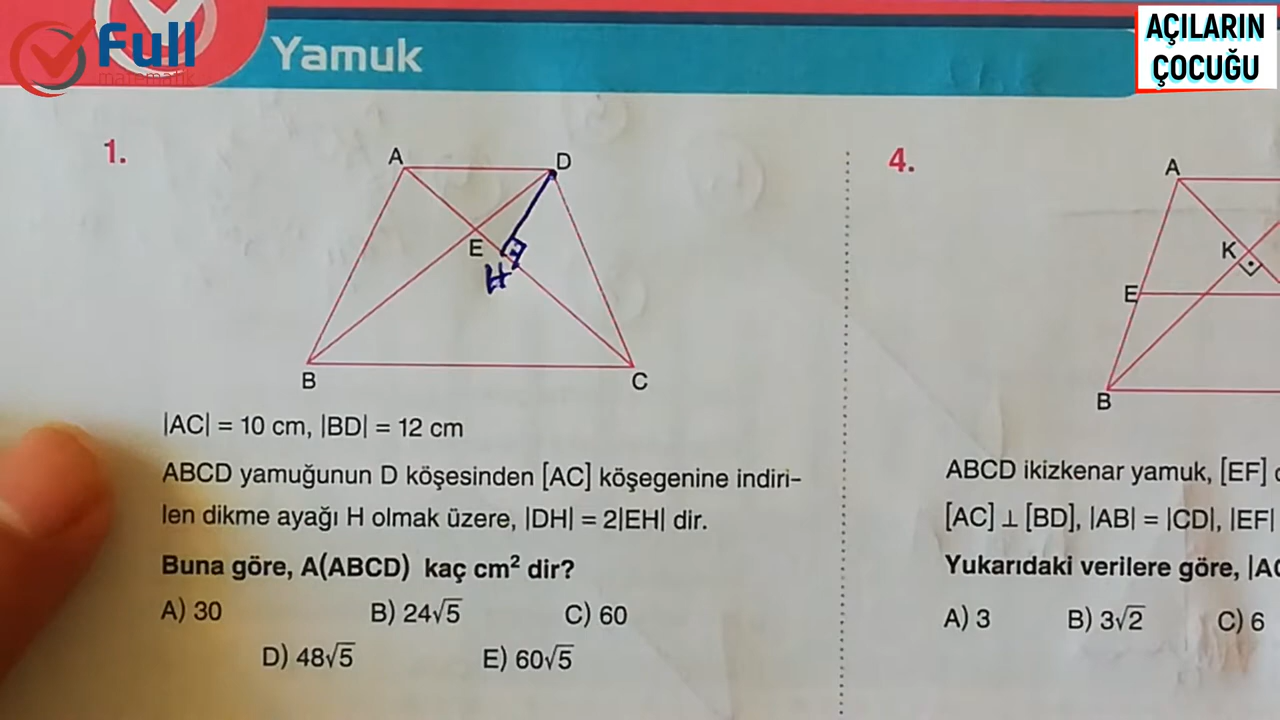 Full
matematik
Yamuk
AÇILARIN
ÇOCUĞU
1.
A
D
E
H
B
C
|AC| = 10 cm, |BD| = 12 cm
ABCD yamuğunun D köşesinden [AC] köşegenine indiri-
len dikme ayağı H olmak üzere, |DH| = 2|EH| dir.
Buna göre, A(ABCD) kaç cm² dir?
A) 30 B) 24√5 C) 60
D) 48√5 E) 60√5
4.
A
K
E
B
ABCD ikizkenar yamuk, [EF]
[AC] ⊥ [BD], |AB| = |CD|, |EF|
Yukarıdaki verilere göre,
A) 3 B) 3√2 C) 6